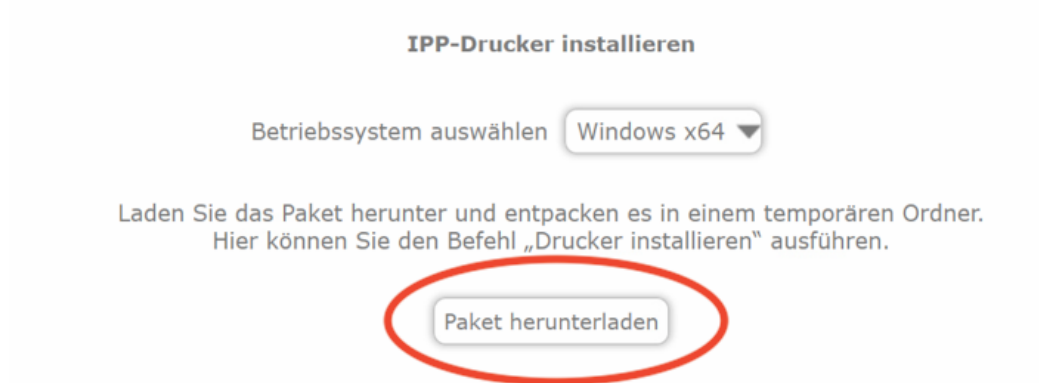 IPP-Drucker installieren
Betriebssystem auswählen Windows x64
Laden Sie das Paket herunter und entpacken es in einem temporären Ordner.
Hier können Sie den Befehl „Drucker installieren“ ausführen.
Paket herunterladen